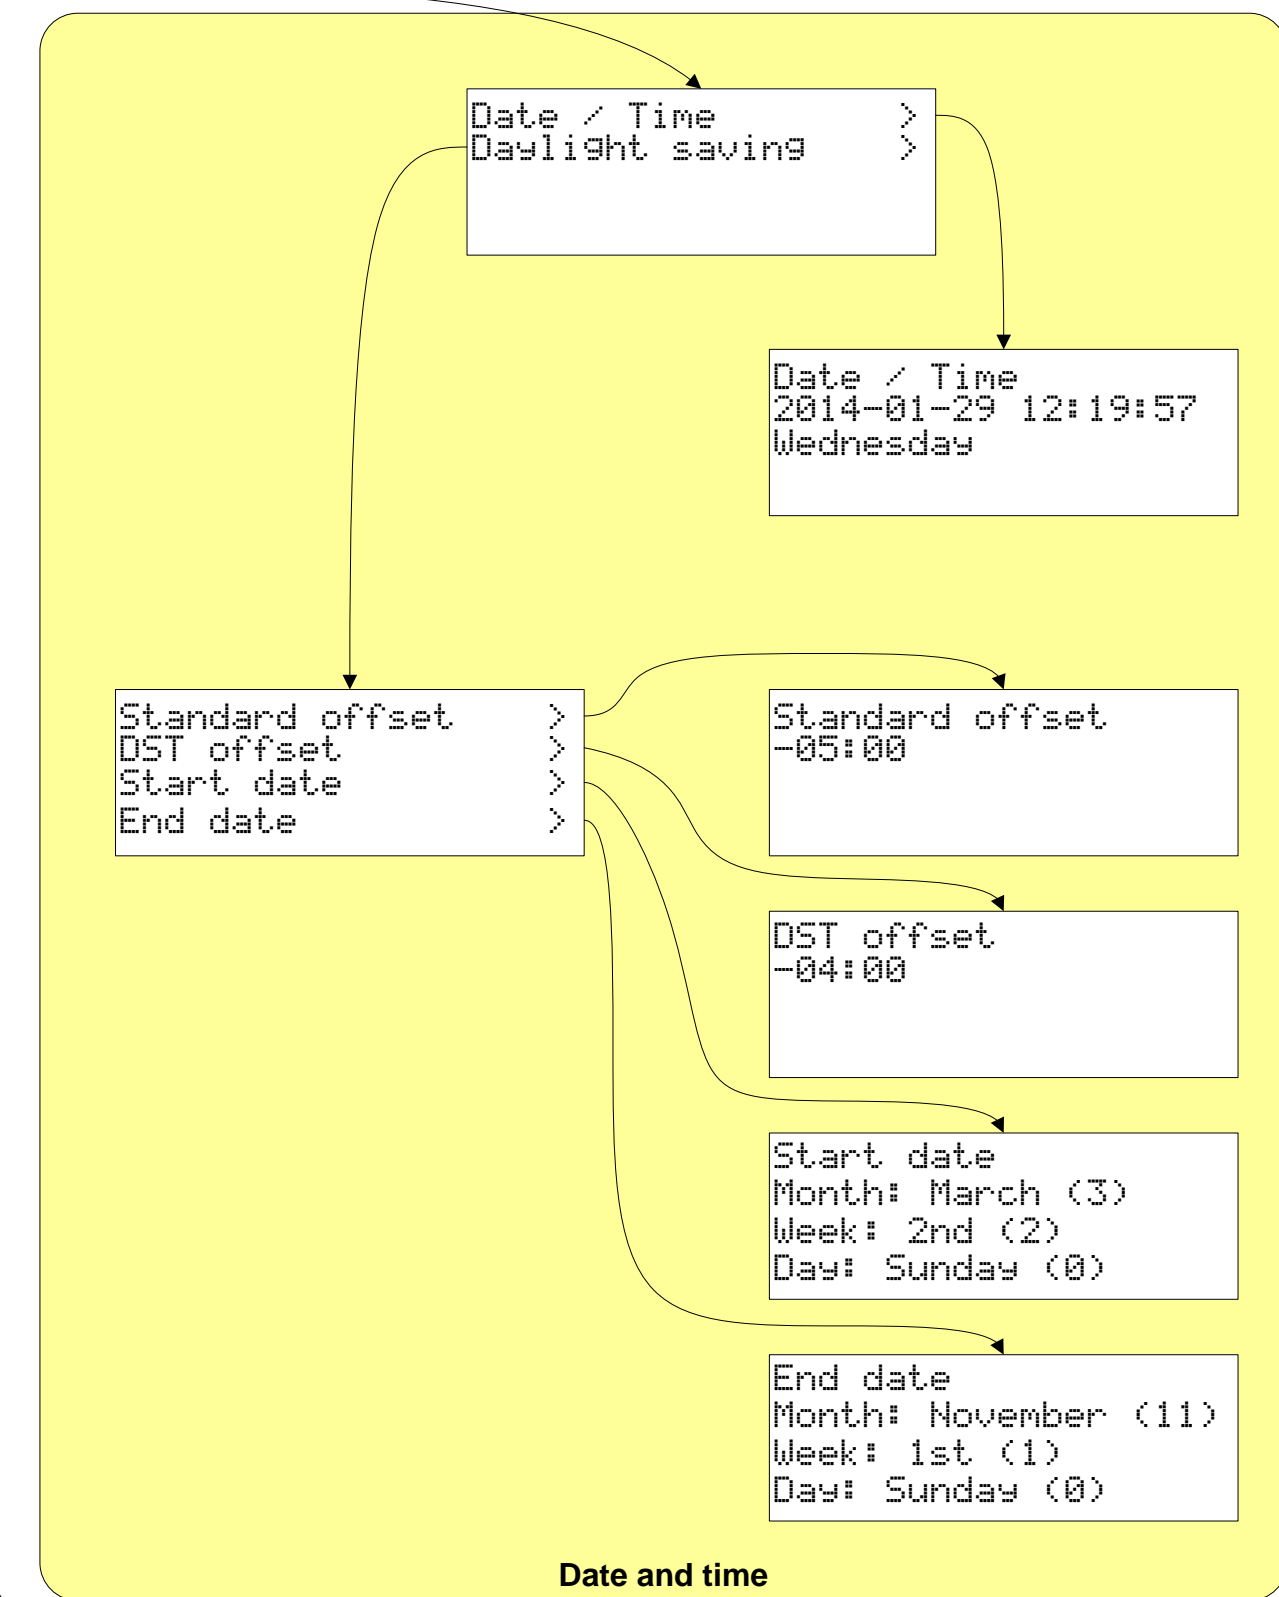 Date / Time >
Daylight saving >
Date / Time
2014-01-29 12:19:57
Wednesday
Standard offset >
DST offset >
Start date >
End date >
Standard offset
-05:00
DST offset
-04:00
Start date
Month: March (3)
Week: 2nd (2)
Day: Sunday (0)
End date
Month: November (11)
Week: 1st (1)
Day: Sunday (0)
Date and time